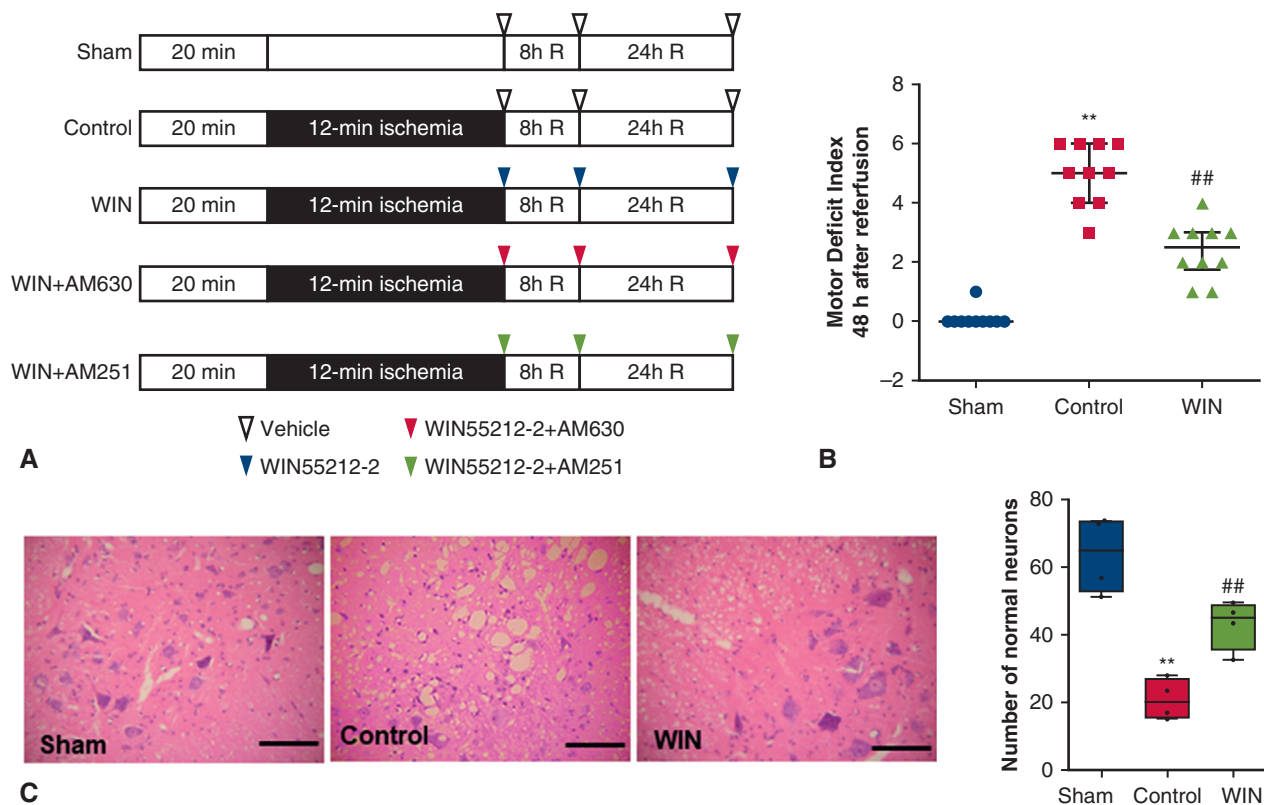 Sham 20 min 8h R 24h R
Control 20 min 12-min ischemia 8h R 24h R
WIN 20 min 12-min ischemia 8h R 24h R
WIN+AM630 20 min 12-min ischemia 8h R 24h R
WIN+AM251 20 min 12-min ischemia 8h R 24h R
Vehicle WIN55212-2+AM630
WIN55212-2 WIN55212-2+AM251
A
Motor Deficit Index
48 h after referfusion
8
6
4
2
0
−2
**
##
Sham Control WIN
B
Sham
Control
WIN
C
Number of normal neurons
80
60
40
20
0
**
##
Sham Control WIN